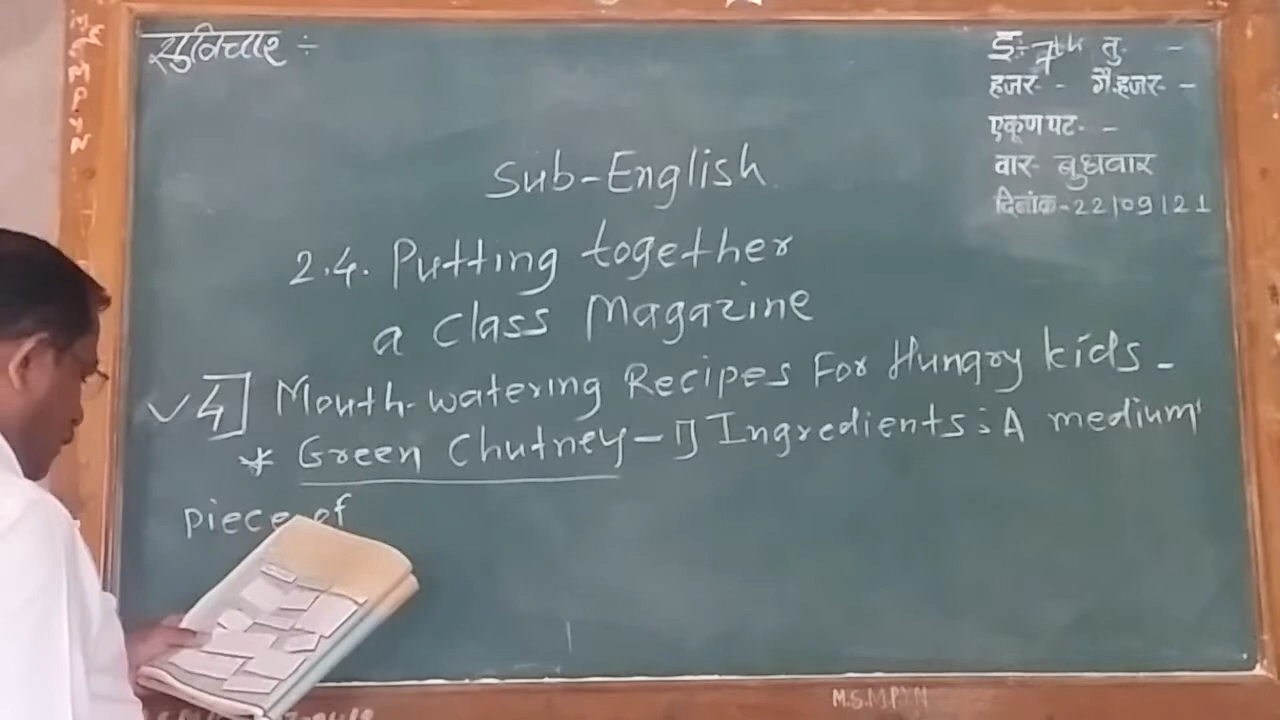 सुविचार ÷
इ ÷ 7th तु. -
हजर - - गैरहजर - -
एकूण पट - -
वार - बुधवार
दिनांक - 22/09/21
Sub-English
2.4. Putting together
a Class Magazine
✓ 4] Mouth-watering Recipes For Hungry kids -
* Green Chutney - 1] Ingredients : A medium
piece of
M.S.M.P.Y.N